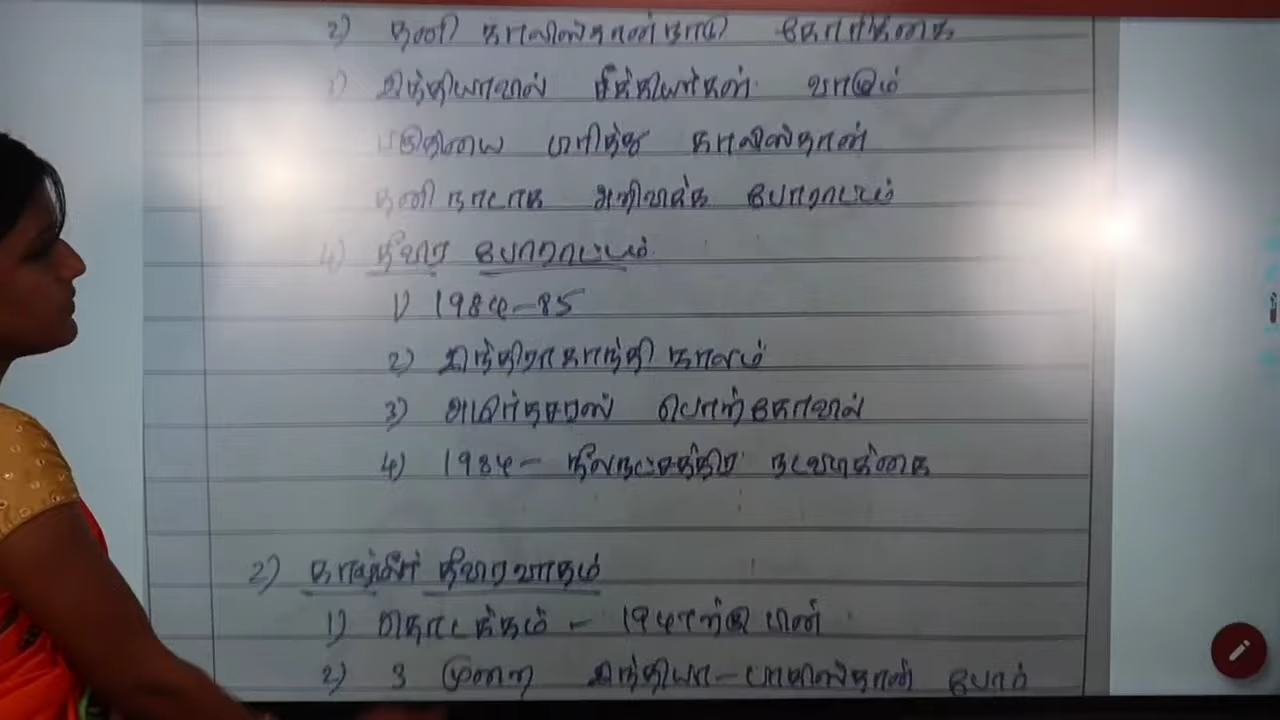 2) தனி காலிஸ்தான் நாடு கோரிக்கை
1) இந்தியாவில் சீக்கியர்கள் வாழும்
பகுதியை பிரித்து காலிஸ்தான்
தனி நாடாக அறிவிக்க போராட்டம்
4) தீவிர போராட்டம்
1) 1984-85
2) இந்திராகாந்தி காலம்
3) அமிர்தசரஸ் பொற்கோவில்
4) 1984- நீலநட்சத்திர நடவடிக்கை
2) காஷ்மீர் தீவிரவாதம்
1) தொடக்கம் - 1947ற்கு பின்
2) 3 முறை இந்தியா-பாகிஸ்தான் போர்